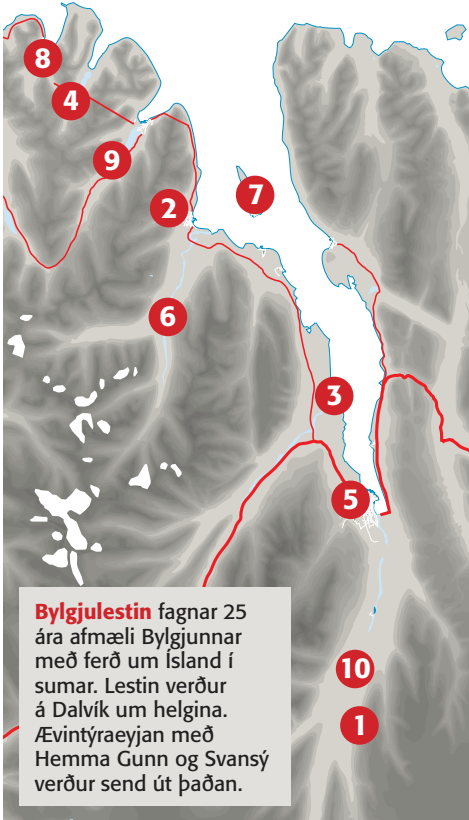 8
4
9
2
7
6
3
5
10
1
Bylgjulestin fagnar 25
ára afmæli Bylgjunnar
með ferð um Ísland í
sumar. Lestin verður
á Dalvík um helgina.
Ævintýraeyjan með
Hemma Gunn og Svansý
verður send út þaðan.